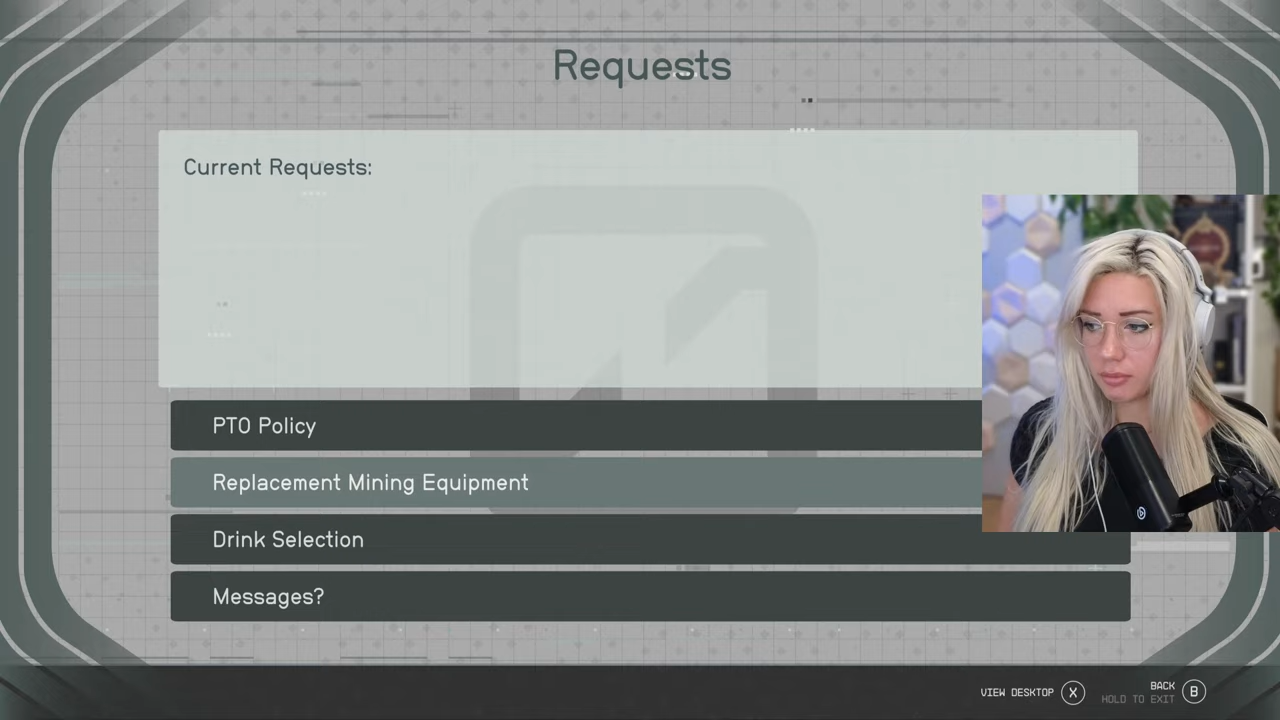 Requests
Current Requests:
PTO Policy
Replacement Mining Equipment
Drink Selection
Messages?
VIEW DESKTOP X
BACK B
HOLD TO EXIT